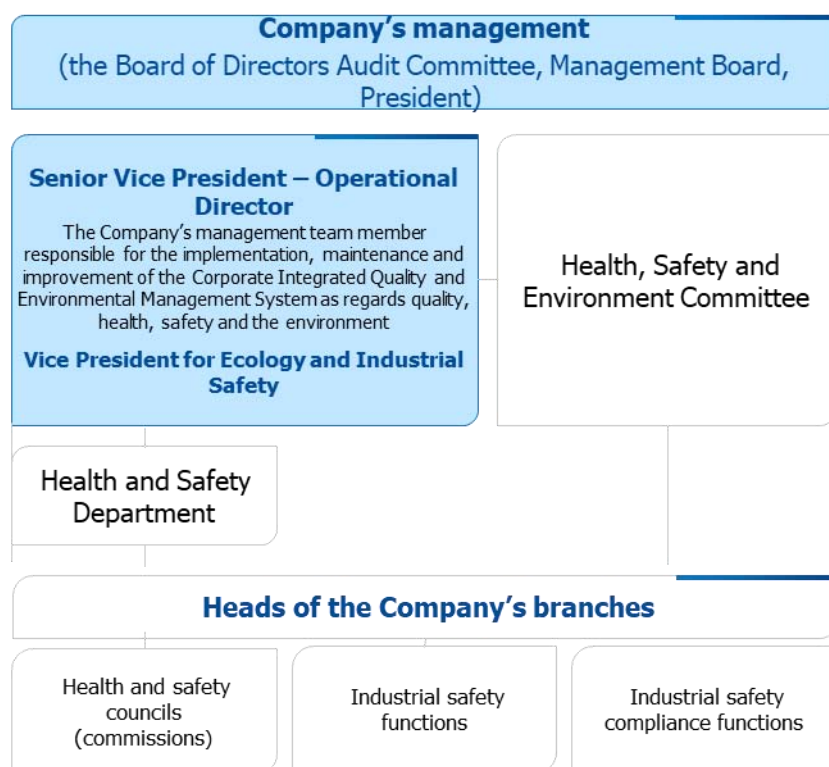 Company's management
(the Board of Directors Audit Committee, Management Board,
President)
Senior Vice President – Operational
Director
The Company's management team member
responsible for the implementation, maintenance and
improvement of the Corporate Integrated Quality and
Environmental Management System as regards quality,
health, safety and the environment
Vice President for Ecology and Industrial
Safety
Health, Safety and
Environment Committee
Health and Safety
Department
Heads of the Company's branches
Health and safety
councils
(commissions)
Industrial safety
functions
Industrial safety
compliance functions